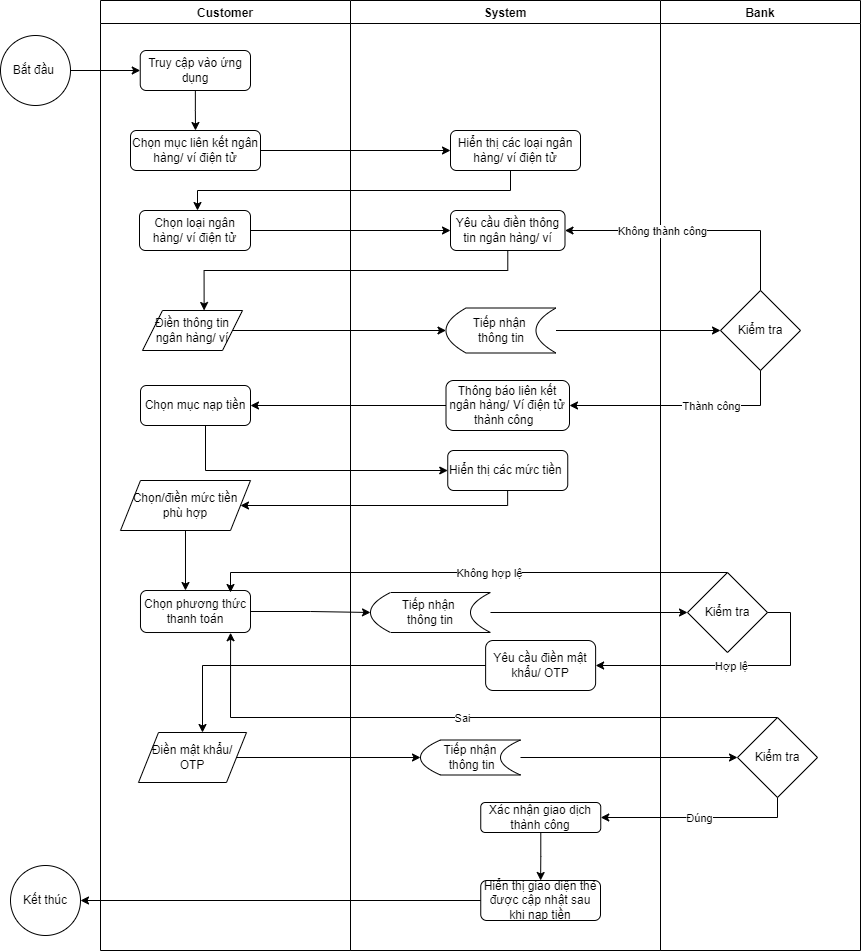 Customer
System
Bank
Bắt đầu
Truy cập vào ứng
dụng
Chọn mục liên kết ngân
hàng/ ví điện tử
Hiển thị các loại ngân
hàng/ ví điện tử
Chọn loại ngân
hàng/ ví điện tử
Yêu cầu điền thông
tin ngân hàng/ ví
Không thành công
Điền thông tin
ngân hàng/ ví
Tiếp nhận
thông tin
Kiểm tra
Chọn mục nạp tiền
Thông báo liên kết
ngân hàng/ Ví điện tử
thành công
Thành công
Hiển thị các mức tiền
Chọn/điền mức tiền
phù hợp
Không hợp lệ
Chọn phương thức
thanh toán
Tiếp nhận
thông tin
Kiểm tra
Yêu cầu điền mật
khẩu/ OTP
Hợp lệ
Sai
Điền mật khẩu/
OTP
Tiếp nhận
thông tin
Kiểm tra
Xác nhận giao dịch
thành công
Đúng
Hiển thị giao diện thẻ
được cập nhật sau
khi nạp tiền
Kết thúc